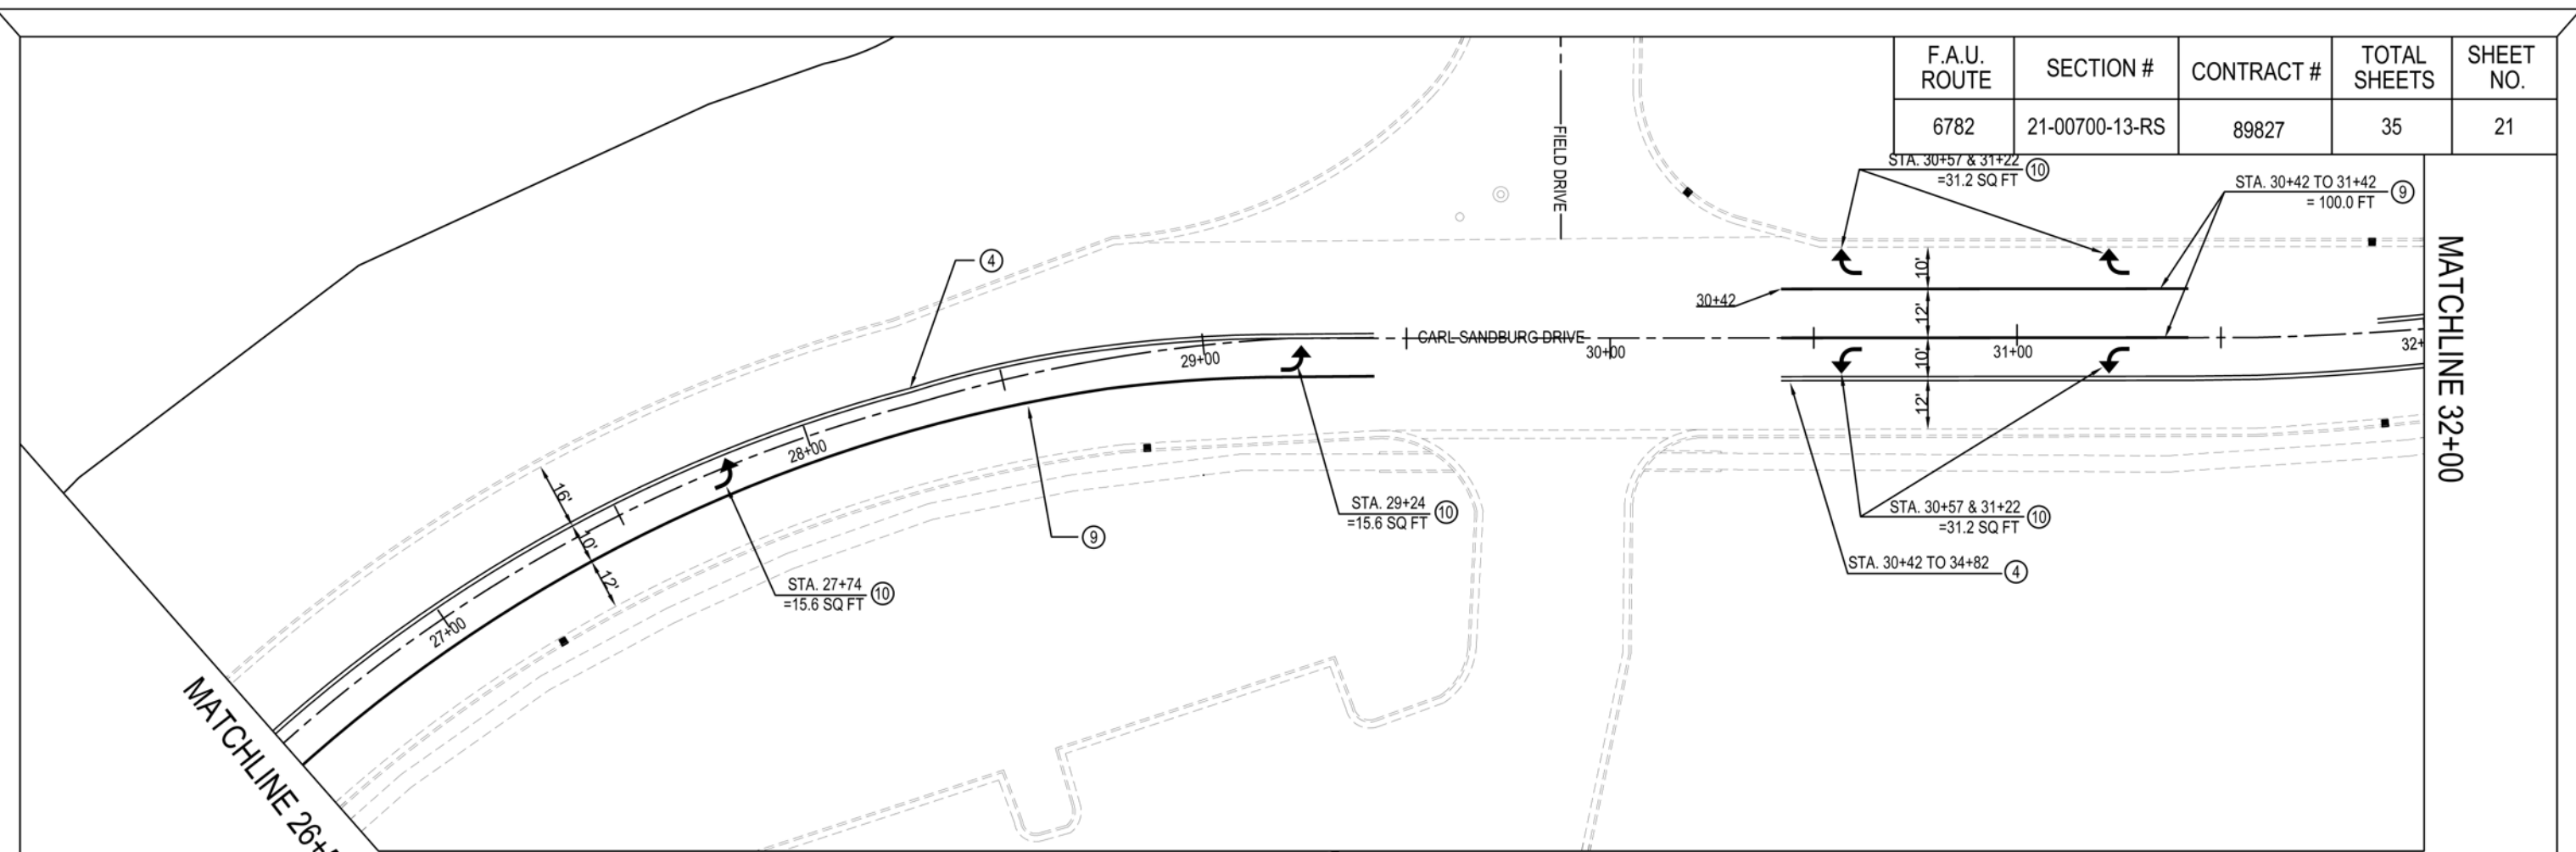 F.A.U. ROUTE
SECTION #
CONTRACT #
TOTAL SHEETS
SHEET NO.
6782
21-00700-13-RS
89827
35
21
FIELD DRIVE
STA. 30+57 & 31+22
=31.2 SQ FT
10
STA. 30+42 TO 31+42
= 100.0 FT
9
4
10'
30+42
12'
CARL SANDBURG DRIVE
29+00
30+00
31+00
32+
10'
12'
MATCHLINE 32+00
28+00
16'
10'
12'
27+00
STA. 29+24
=15.6 SQ FT
10
STA. 30+57 & 31+22
=31.2 SQ FT
10
9
STA. 30+42 TO 34+82
4
STA. 27+74
=15.6 SQ FT
10
MATCHLINE 26+